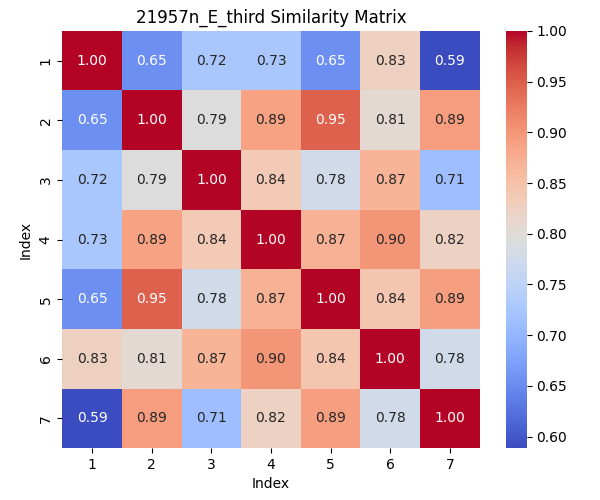 21957n_E_third Similarity Matrix
1 1.00 0.65 0.72 0.73 0.65 0.83 0.59
2 0.65 1.00 0.79 0.89 0.95 0.81 0.89
3 0.72 0.79 1.00 0.84 0.78 0.87 0.71
4 0.73 0.89 0.84 1.00 0.87 0.90 0.82
5 0.65 0.95 0.78 0.87 1.00 0.84 0.89
6 0.83 0.81 0.87 0.90 0.84 1.00 0.78
7 0.59 0.89 0.71 0.82 0.89 0.78 1.00
1 2 3 4 5 6 7
Index
Index
1.00
0.95
0.90
0.85
0.80
0.75
0.70
0.65
0.60